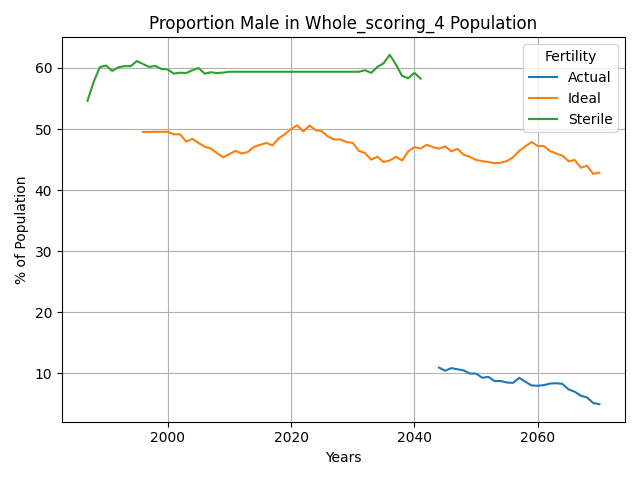 Proportion Male in Whole_scoring_4 Population
Fertility
Actual
Ideal
Sterile
% of Population
60
50
40
30
20
10
2000
2020
2040
2060
Years